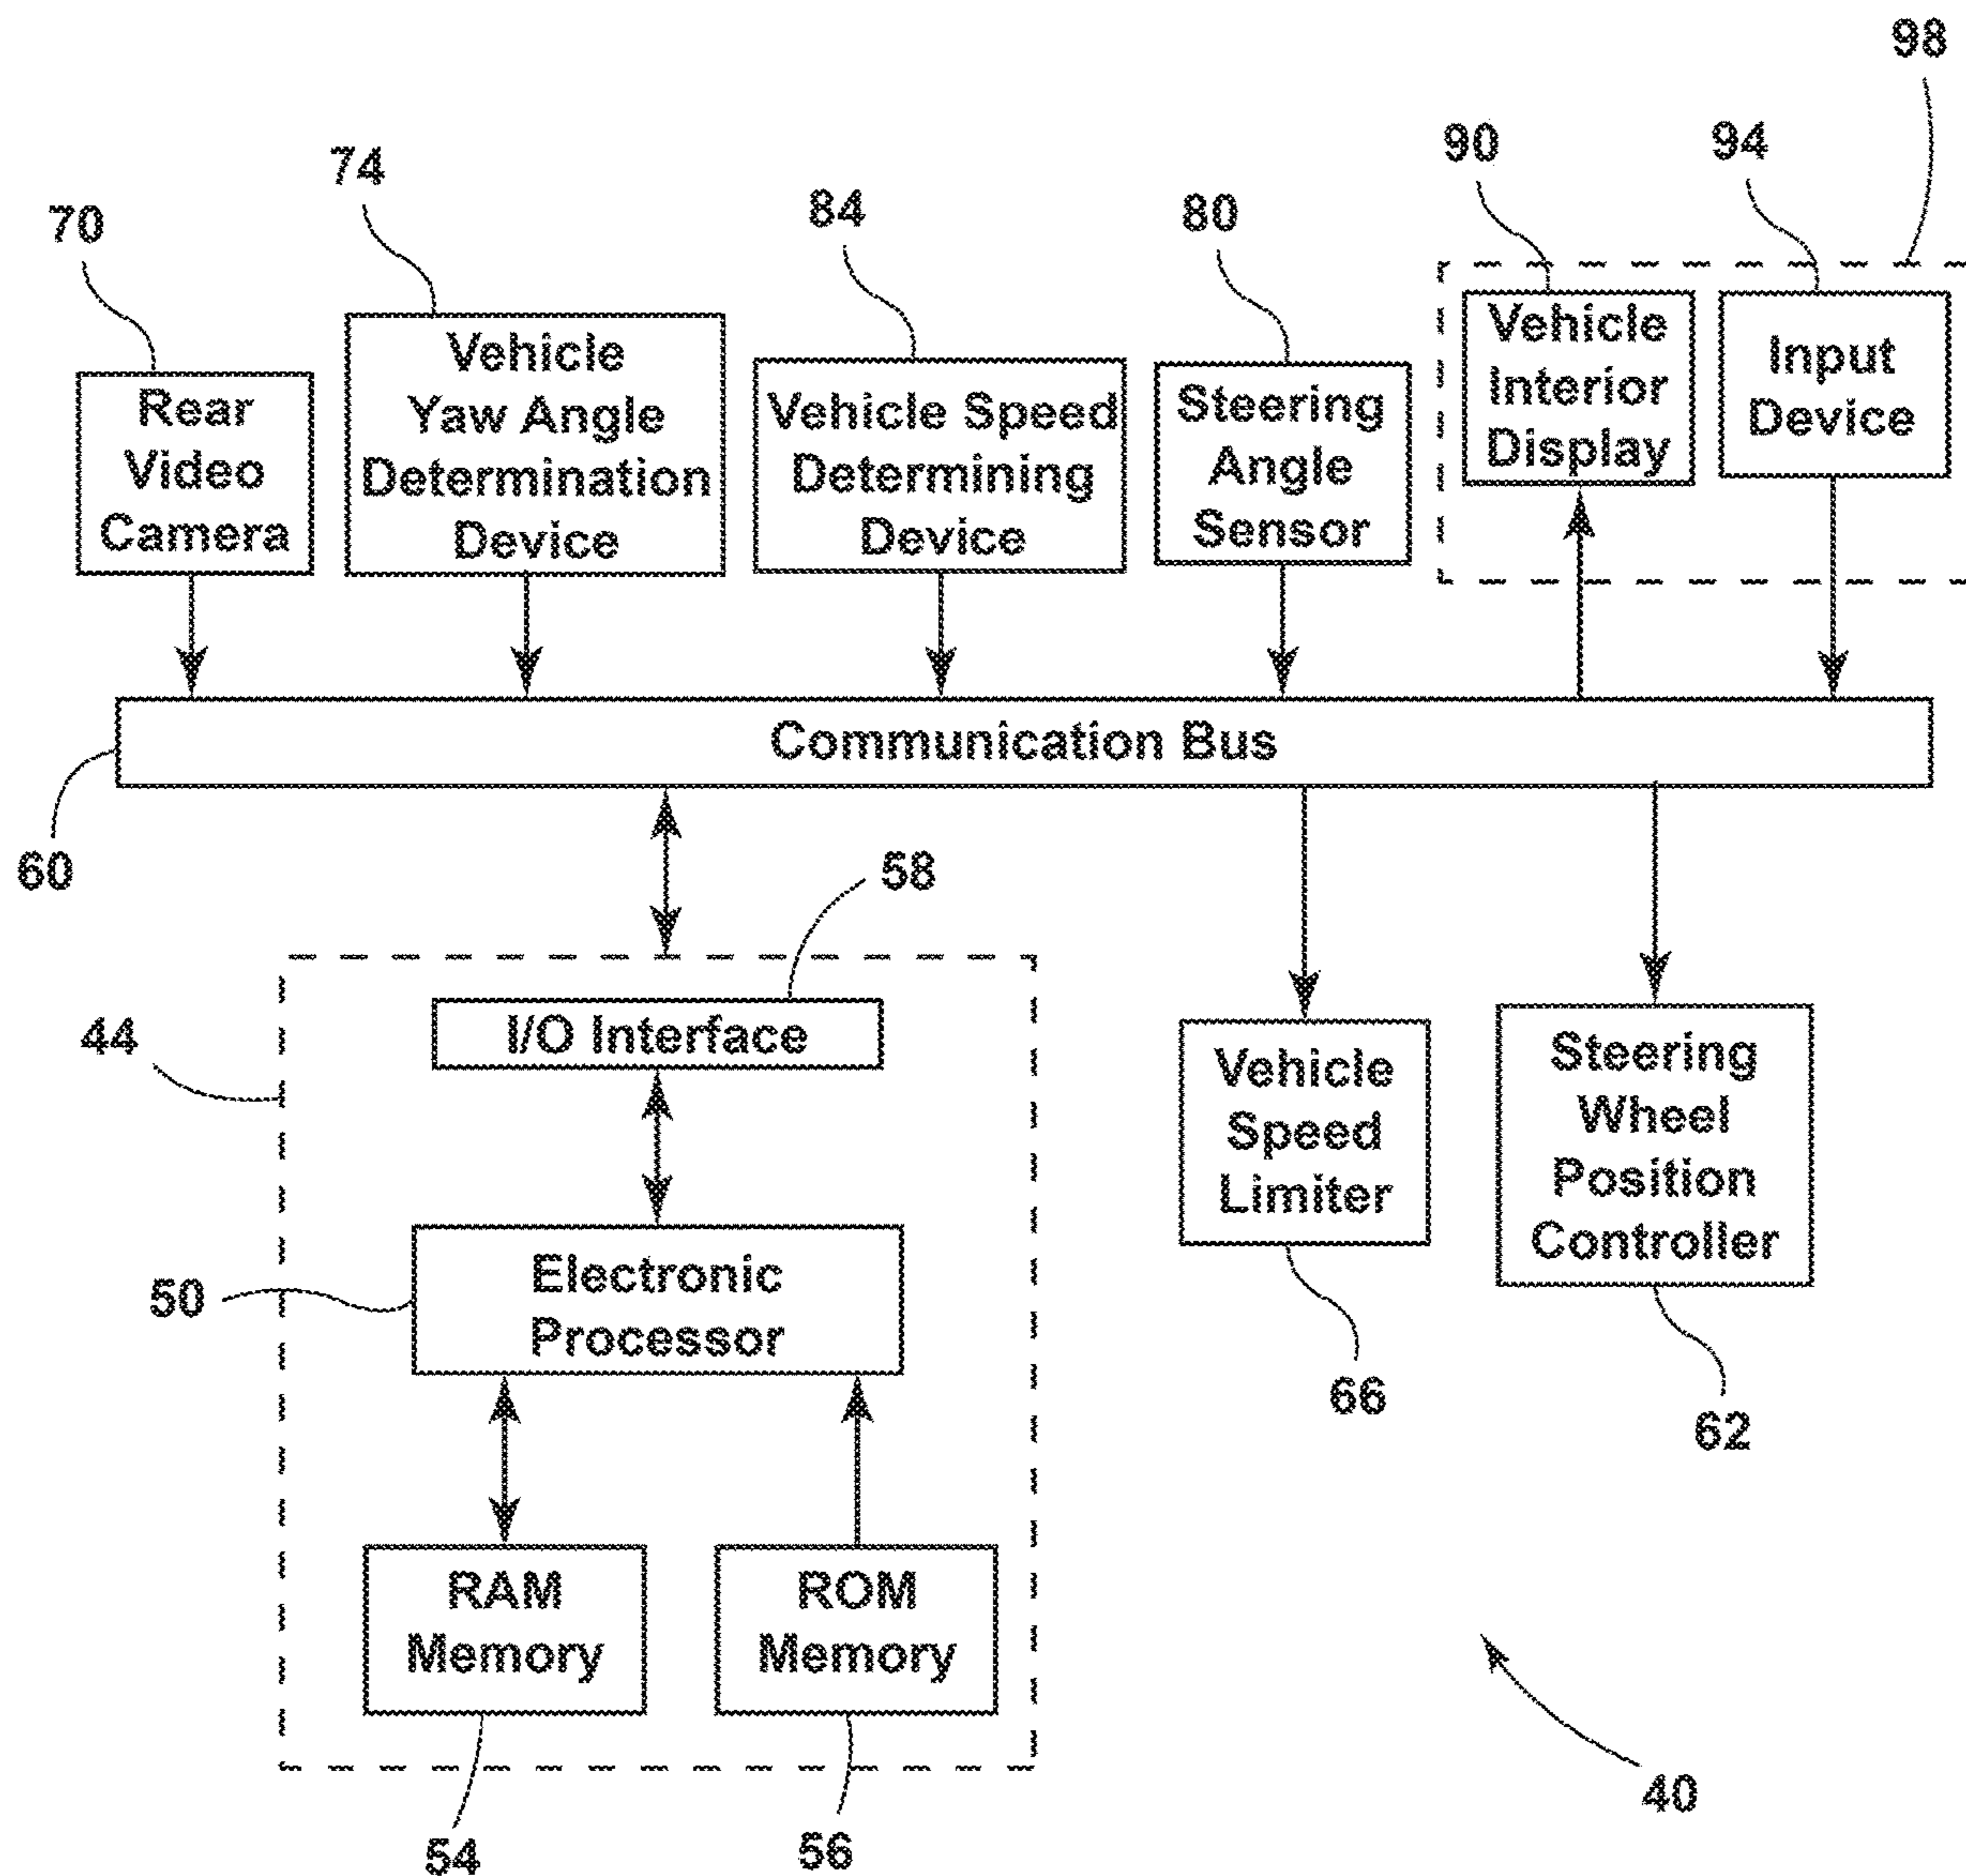 98
90
94
74
84
80
70
Rear
Video
Camera
Vehicle
Yaw Angle
Determination
Device
Vehicle Speed
Determining
Device
Steering
Angle
Sensor
Vehicle
Interior
Display
Input
Device
Communication Bus
60
58
44
I/O Interface
50
Electronic
Processor
RAM
Memory
ROM
Memory
54
56
Vehicle
Speed
Limiter
66
Steering
Wheel
Position
Controller
62
40